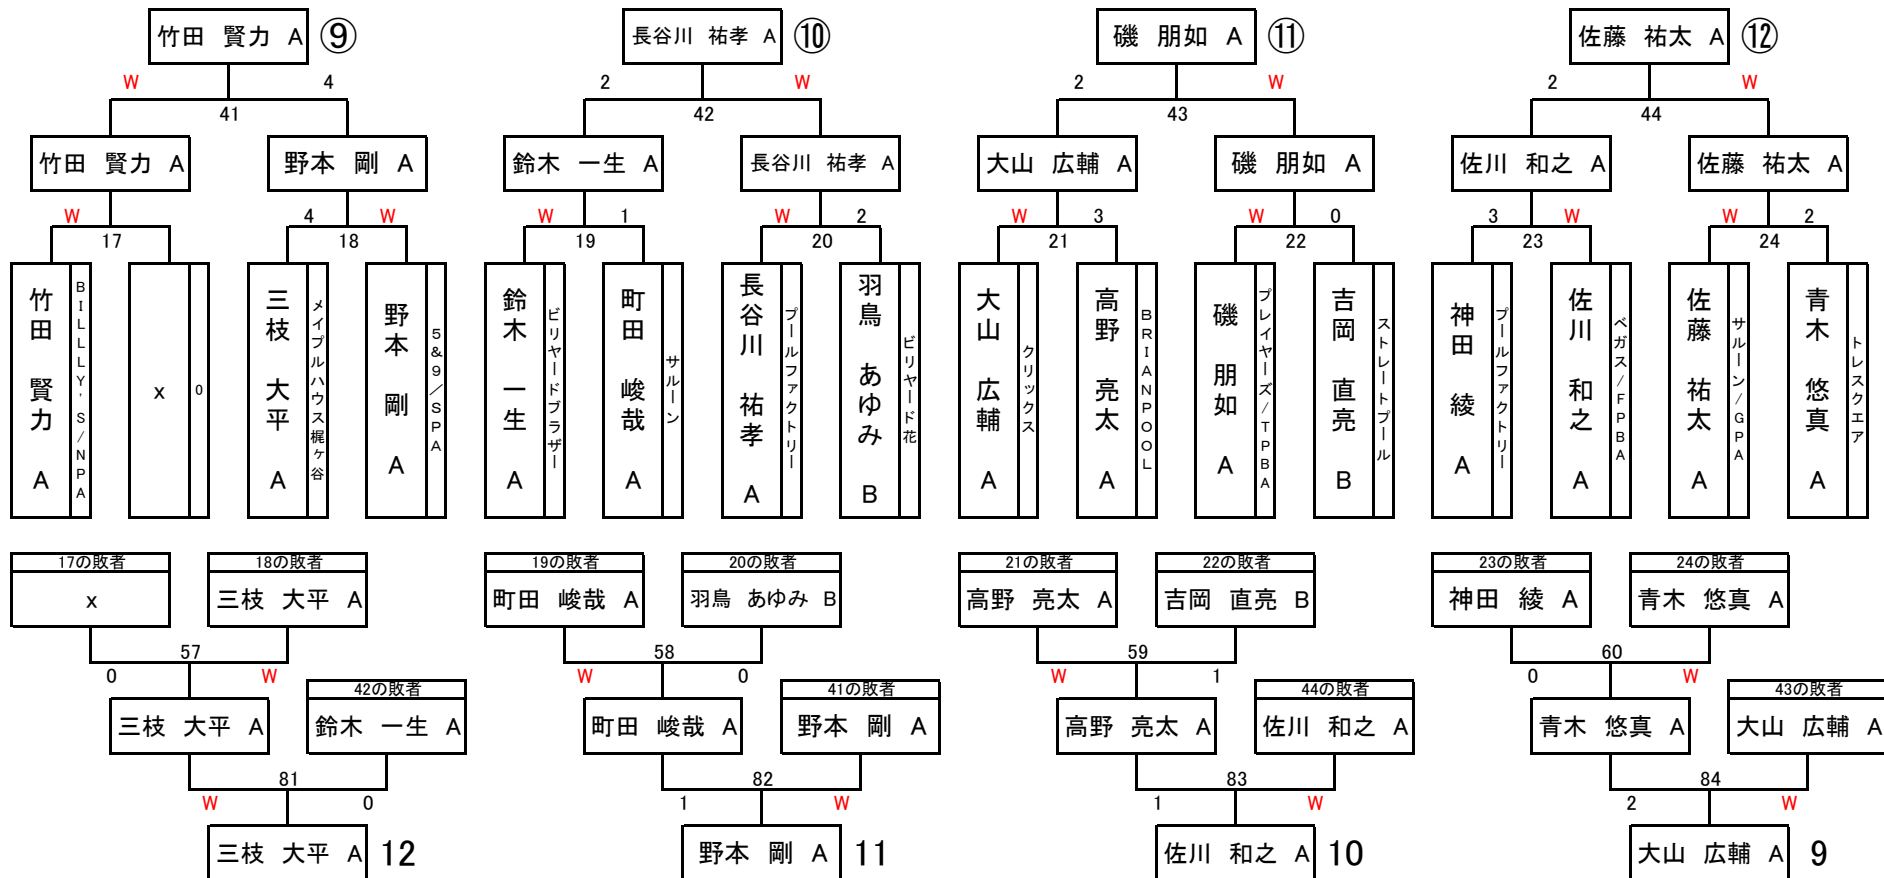 竹田 賢力 A ⑨
長谷川 祐孝 A ⑩
磯 朋如 A ⑪
佐藤 祐太 A ⑫
W 4 2 W 2 W 2 W
41 42 43 44
竹田 賢力 A
野本 剛 A
鈴木 一生 A
長谷川 祐孝 A
大山 広輔 A
磯 朋如 A
佐川 和之 A
佐藤 祐太 A
W 4 W W 1 W 2 W 3 W 0 3 W W 2
17 18 19 20 21 22 23 24
竹田 賢力 A
BILLLLY'S/NPA
x
0
三枝 大平 A
メイプルハウス梶ヶ谷
野本 剛 A
5&9/SPA
鈴木 一生 A
ビリヤードブラザー
町田 峻哉 A
サルーン
長谷川 祐孝 A
プールファクトリー
羽鳥 あゆみ B
ビリヤード花
大山 広輔 A
クリックス
高野 亮太 A
BRIANPOOL
磯 朋如 A
プレイヤーズ/TPBA
吉岡 直亮 B
ストレートプール
神田 綾 A
プールファクトリー
佐川 和之 A
ベガス/FPBA
佐藤 祐太 A
サルーン/GPA
青木 悠真 A
トレスクエア
17の敗者 18の敗者 19の敗者 20の敗者 21の敗者 22の敗者 23の敗者 24の敗者
x
三枝 大平 A
町田 峻哉 A
羽鳥 あゆみ B
高野 亮太 A
吉岡 直亮 B
神田 綾 A
青木 悠真 A
57 58 59 60
0 W W 0 W 1 0 W
42の敗者 41の敗者 44の敗者 43の敗者
三枝 大平 A
鈴木 一生 A
町田 峻哉 A
野本 剛 A
高野 亮太 A
佐川 和之 A
青木 悠真 A
大山 広輔 A
81 82 83 84
W 0 1 W 1 W 2 W
三枝 大平 A 12
野本 剛 A 11
佐川 和之 A 10
大山 広輔 A 9